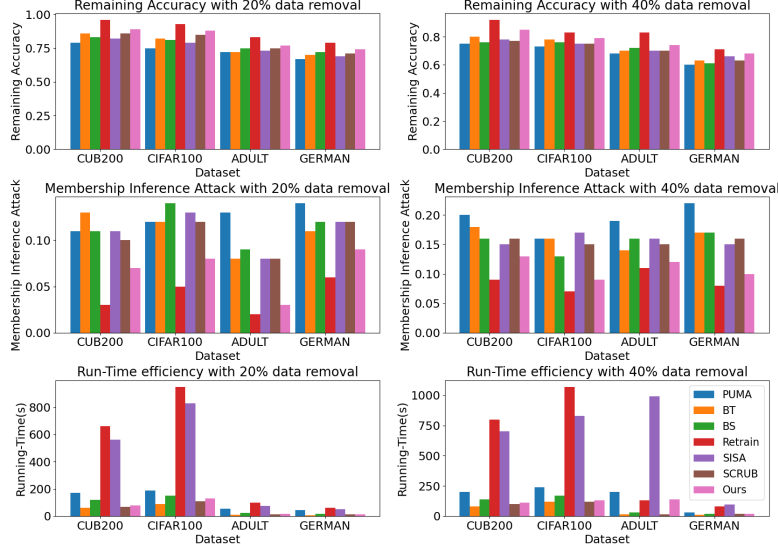 Remaining Accuracy with 20% data removal
Remaining Accuracy
1.00
0.75
0.50
0.25
0.00
CUB200 CIFAR100 ADULT GERMAN
Dataset
Remaining Accuracy with 40% data removal
Remaining Accuracy
0.8
0.6
0.4
0.2
0.0
CUB200 CIFAR100 ADULT GERMAN
Dataset
Membership Inference Attack with 20% data removal
Membership Inference Attack
0.10
0.05
0.00
CUB200 CIFAR100 ADULT GERMAN
Dataset
Membership Inference Attack with 40% data removal
Membership Inference Attack
0.20
0.15
0.10
0.05
0.00
CUB200 CIFAR100 ADULT GERMAN
Dataset
Run-Time efficiency with 20% data removal
Running-Time(s)
800
600
400
200
0
CUB200 CIFAR100 ADULT GERMAN
Dataset
Run-Time efficiency with 40% data removal
Running-Time(s)
1000
750
500
250
0
CUB200 CIFAR100 ADULT GERMAN
Dataset
PUMA
BT
BS
Retrain
SISA
SCRUB
Ours